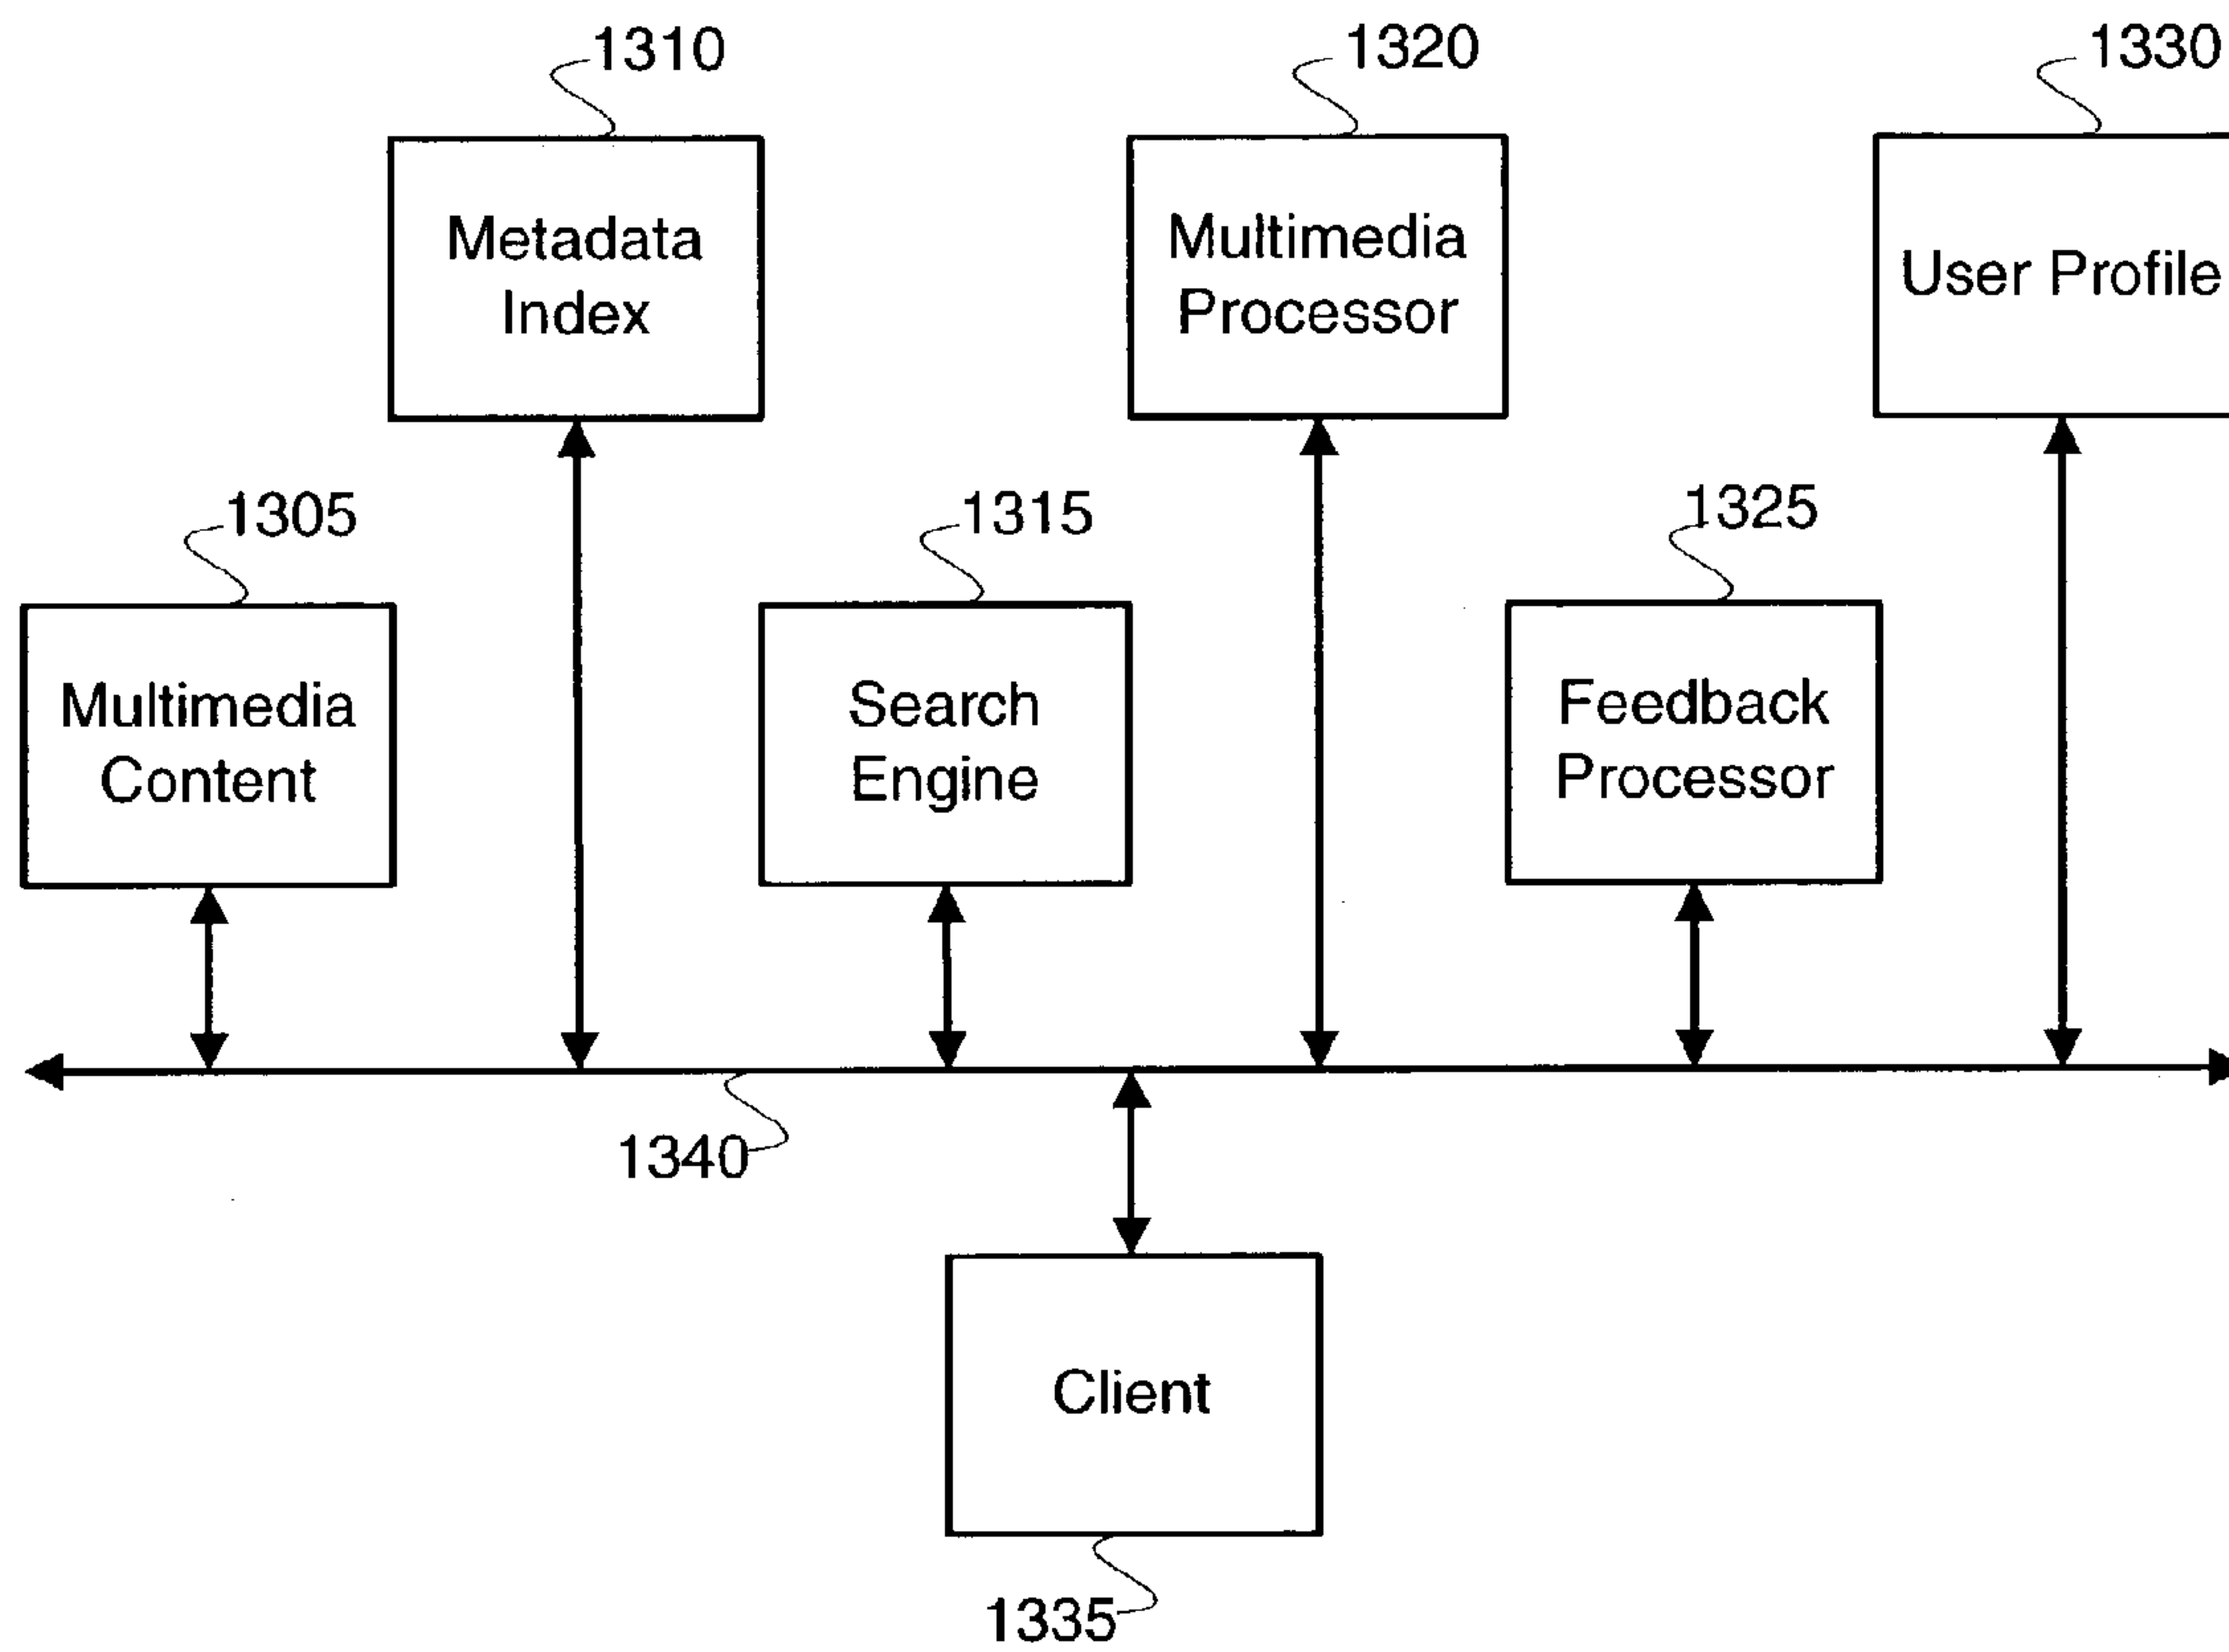 1310
1320
1330
Metadata
Index
Multimedia
Processor
User Profile
1305
1315
1325
Multimedia
Content
Search
Engine
Feedback
Processor
1340
Client
1335